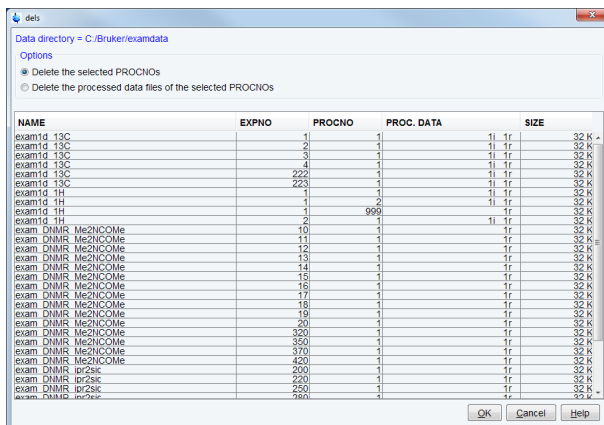 dels
Data directory = C:/Bruker/examdata
Options
Delete the selected PROCNOs
Delete the processed data files of the selected PROCNOs
NAME EXPNO PROCNO PROC. DATA SIZE
exam1d_13C 1 1 1i 1r 32 K
exam1d_13C 2 1 1i 1r 32 K
exam1d_13C 3 1 1i 1r 32 K
exam1d_13C 4 1 1i 1r 32 K
exam1d_13C 222 1 1i 1r 32 K
exam1d_13C 223 1 1i 1r 32 K
exam1d_1H 1 1 1i 1r 32 K
exam1d_1H 1 2 1i 1r 32 K
exam1d_1H 1 999 1r 32 K
exam1d_1H 2 1 1i 1r 32 K
exam_DNMR_Me2NCOMe 10 1 1r 32 K
exam_DNMR_Me2NCOMe 11 1 1r 32 K
exam_DNMR_Me2NCOMe 12 1 1r 32 K
exam_DNMR_Me2NCOMe 13 1 1r 32 K
exam_DNMR_Me2NCOMe 14 1 1r 32 K
exam_DNMR_Me2NCOMe 15 1 1r 32 K
exam_DNMR_Me2NCOMe 16 1 1r 32 K
exam_DNMR_Me2NCOMe 17 1 1r 32 K
exam_DNMR_Me2NCOMe 18 1 1r 32 K
exam_DNMR_Me2NCOMe 19 1 1r 32 K
exam_DNMR_Me2NCOMe 20 1 1r 32 K
exam_DNMR_Me2NCOMe 320 1 1r 32 K
exam_DNMR_Me2NCOMe 350 1 1r 32 K
exam_DNMR_Me2NCOMe 370 1 1r 32 K
exam_DNMR_Me2NCOMe 420 1 1r 32 K
exam_DNMR_ipr2sic 200 1 1r 32 K
exam_DNMR_ipr2sic 220 1 1r 32 K
exam_DNMR_ipr2sic 250 1 1r 32 K
exam_DNMR_ipr2sic 280 1 1r 32 K
OK Cancel Help